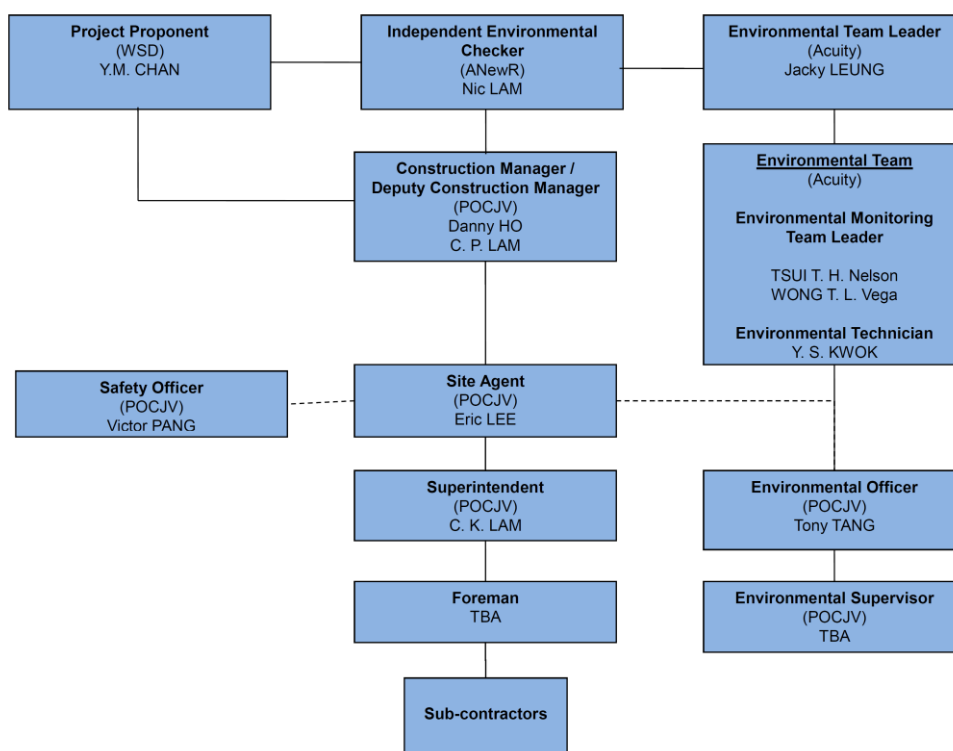 Project Proponent
(WSD)
Y.M. CHAN
Independent Environmental
Checker
(ANewR)
Nic LAM
Environmental Team Leader
(Acuity)
Jacky LEUNG
Construction Manager /
Deputy Construction Manager
(POCJV)
Danny HO
C. P. LAM
Environmental Team
(Acuity)
Environmental Monitoring
Team Leader
TSUI T. H. Nelson
WONG T. L. Vega
Environmental Technician
Y. S. KWOK
Safety Officer
(POCJV)
Victor PANG
Site Agent
(POCJV)
Eric LEE
Superintendent
(POCJV)
C. K. LAM
Environmental Officer
(POCJV)
Tony TANG
Foreman
TBA
Environmental Supervisor
(POCJV)
TBA
Sub-contractors